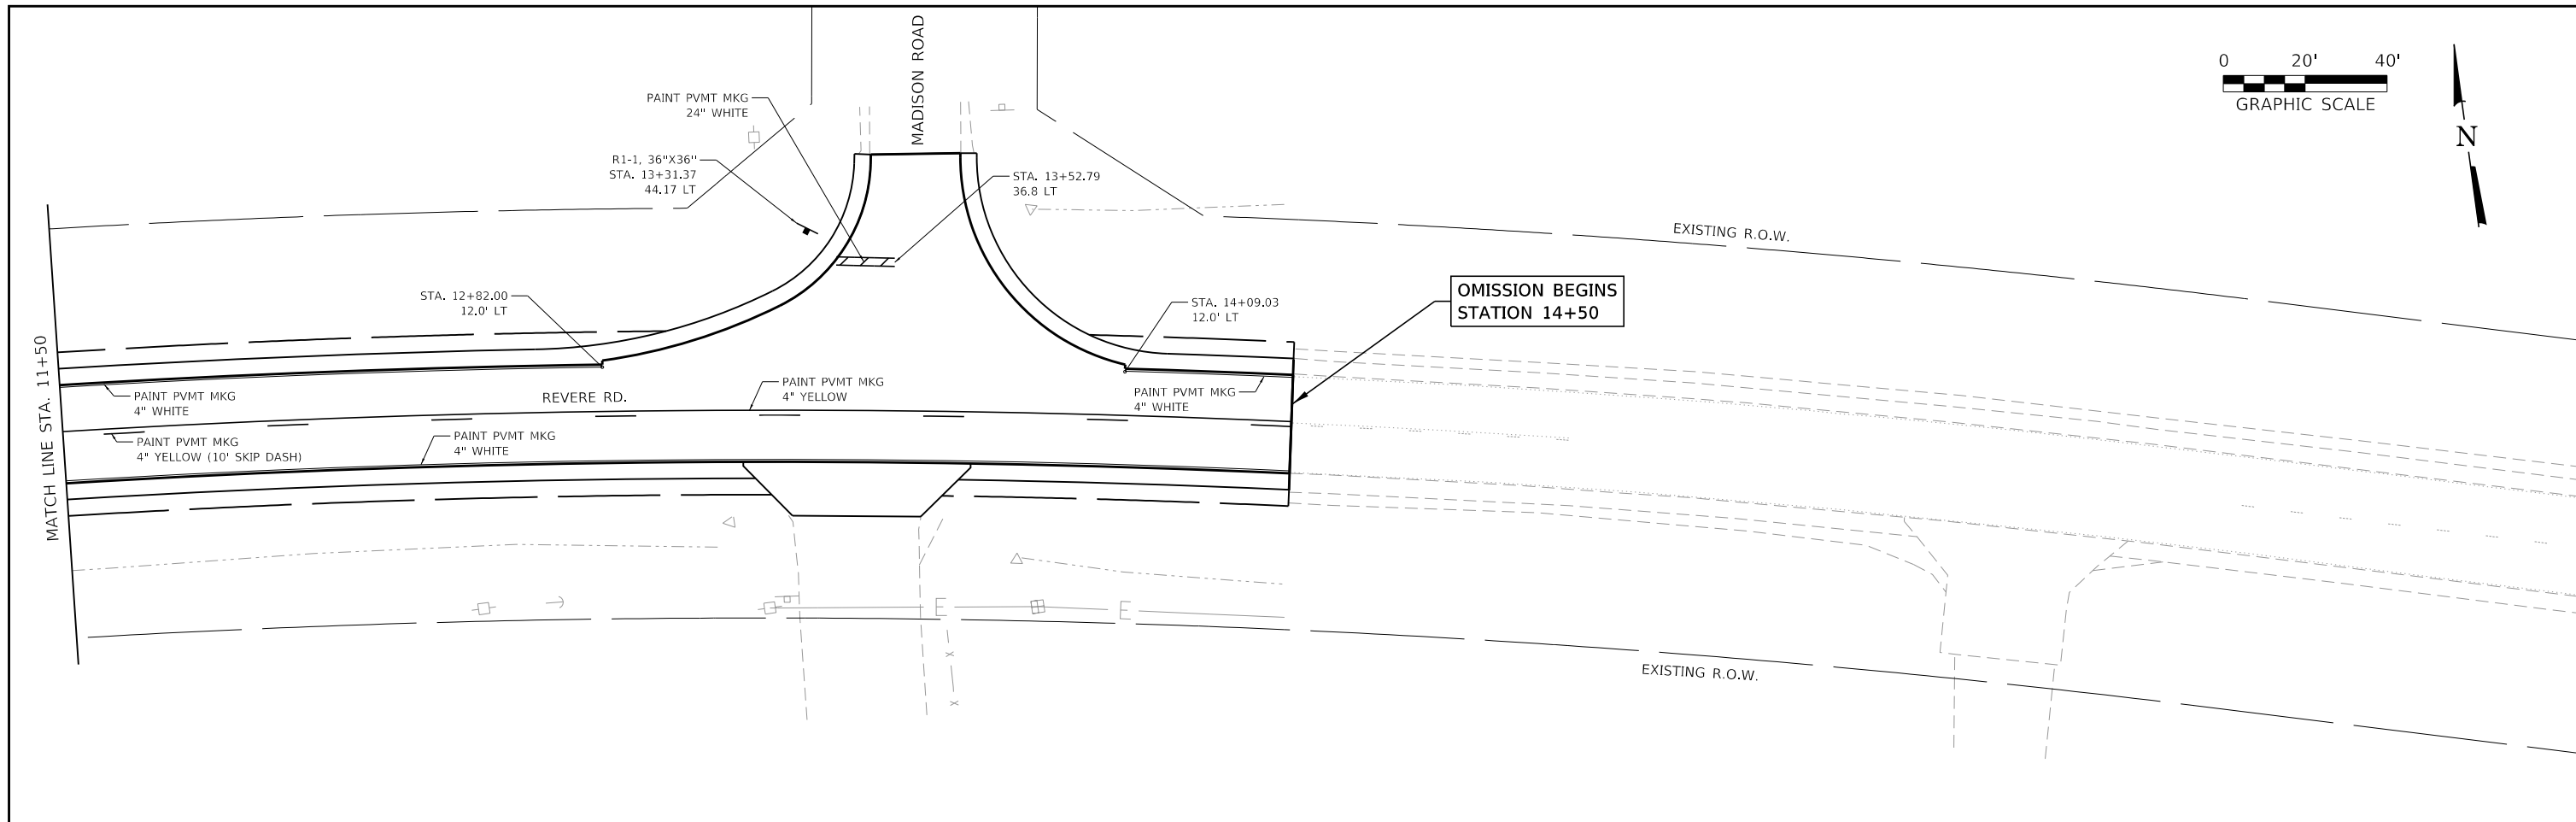 MADISON ROAD
0 20' 40'
GRAPHIC SCALE
N
PAINT PVMT MKG
24" WHITE
R1-1, 36"X36"
STA. 13+31.37
44.17 LT
STA. 13+52.79
36.8 LT
EXISTING R.O.W.
STA. 12+82.00
12.0' LT
STA. 14+09.03
12.0' LT
OMISSION BEGINS
STATION 14+50
MATCH LINE STA. 11+50
PAINT PVMT MKG
4" WHITE
REVERE RD.
PAINT PVMT MKG
4" YELLOW
PAINT PVMT MKG
4" WHITE
PAINT PVMT MKG
4" YELLOW (10' SKIP DASH)
PAINT PVMT MKG
4" WHITE
E
E
EXISTING R.O.W.